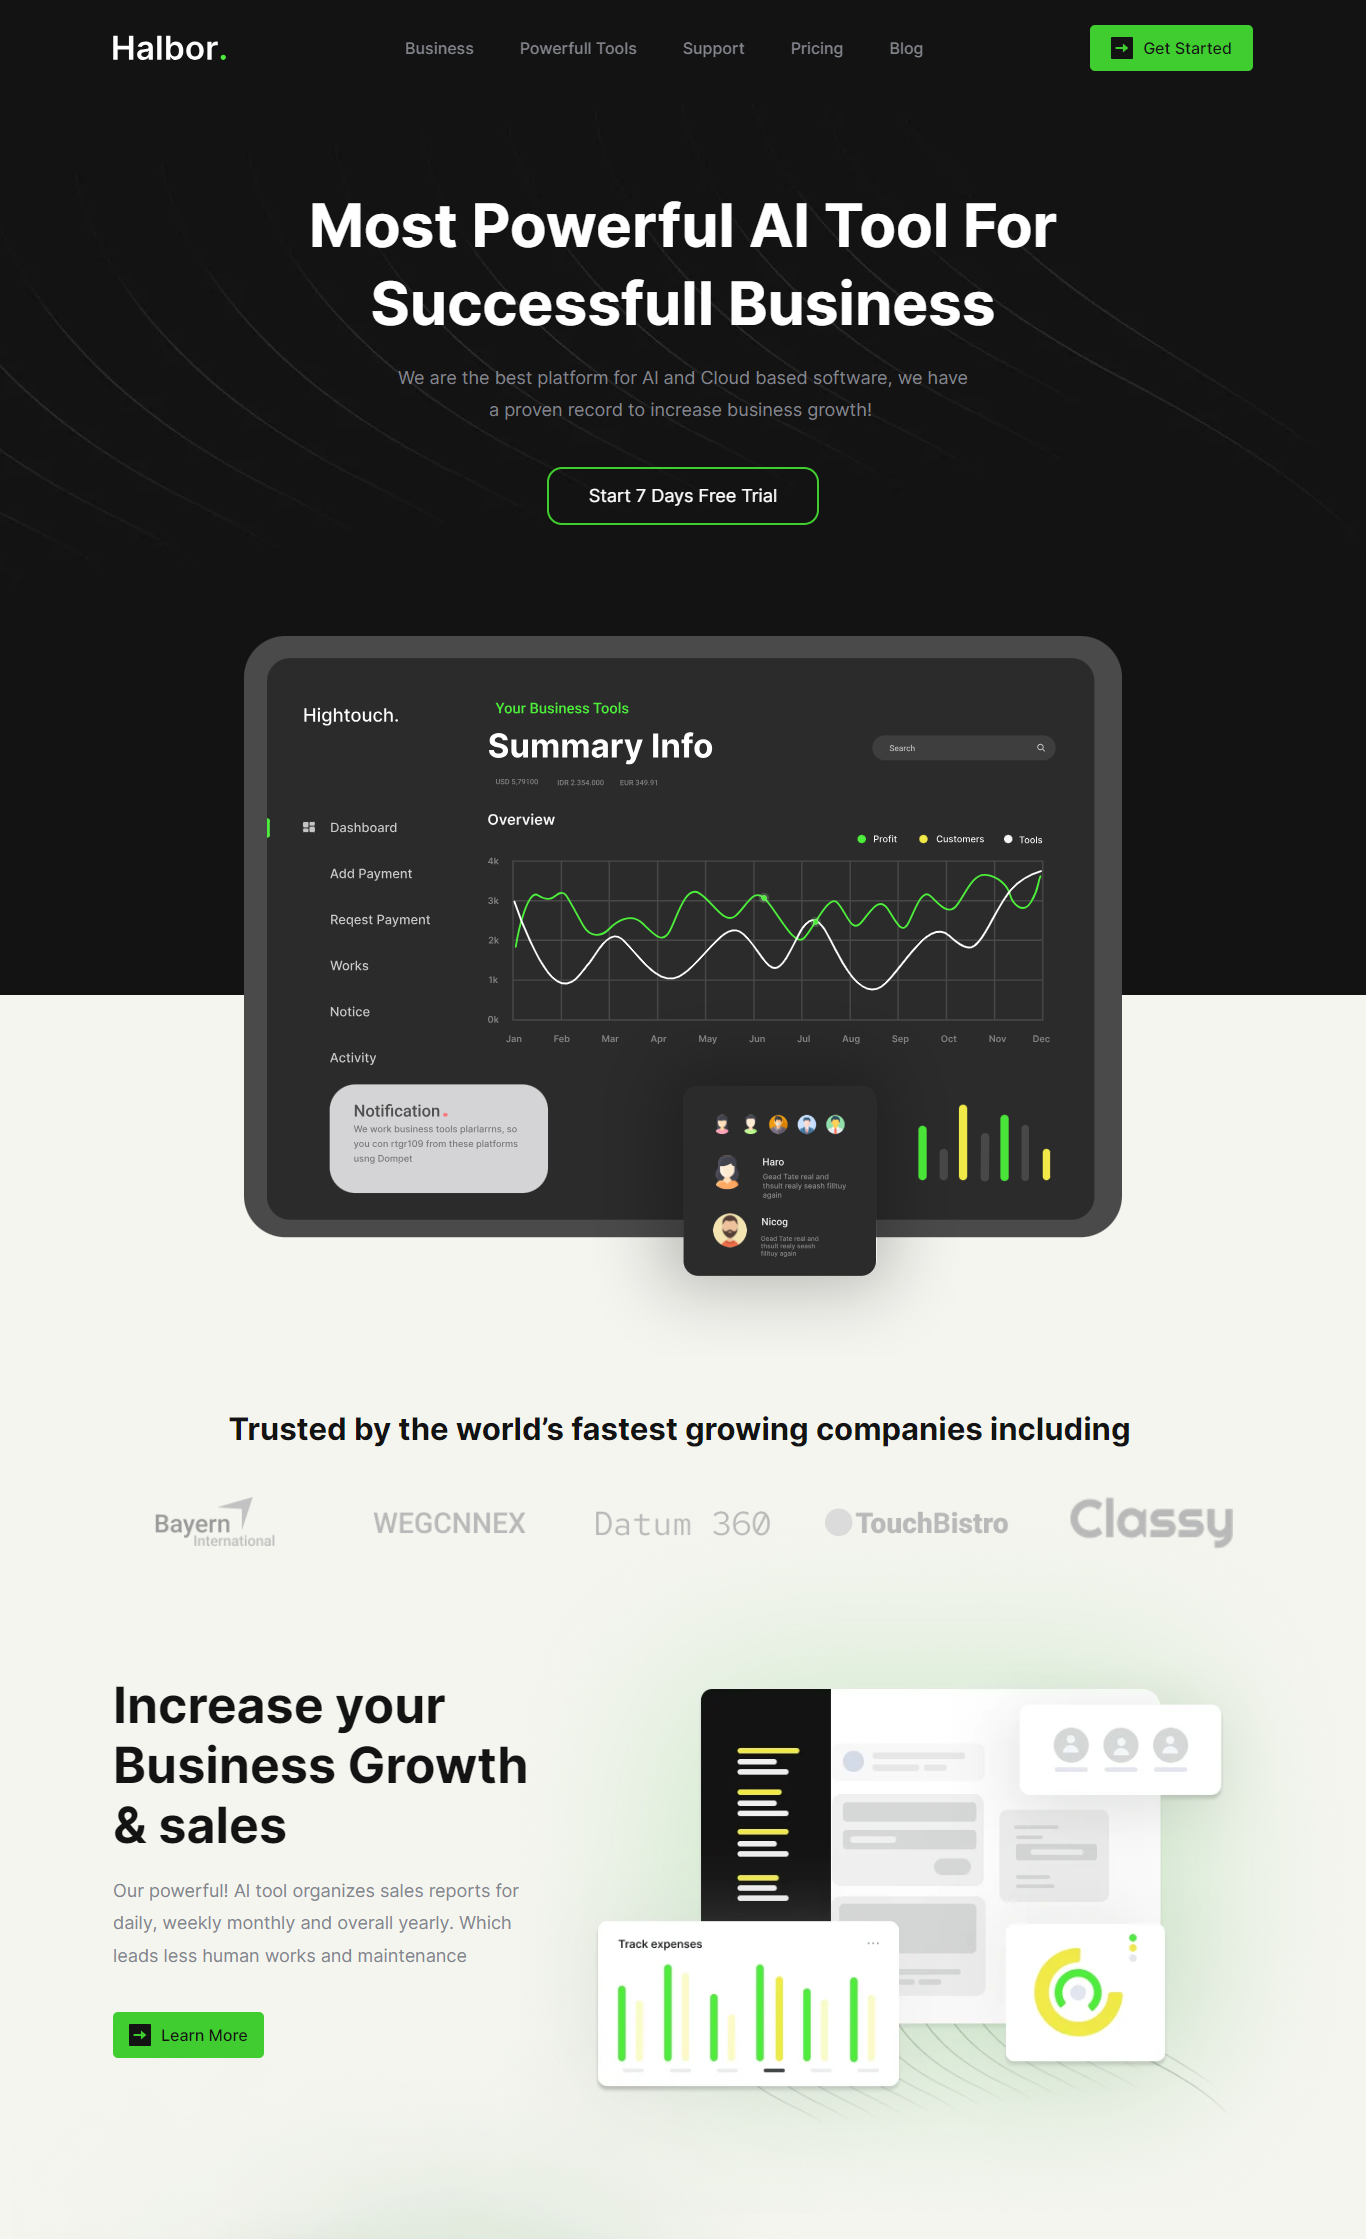 Halbor.
Business
Powerfull Tools
Support
Pricing
Blog
Get Started
Most Powerful AI Tool For
Successfull Business
We are the best platform for AI and Cloud based software, we have
a proven record to increase business growth!
Start 7 Days Free Trial
Hightouch.
Your Business Tools
Summary Info
Search
USD 5,79100
IDR 2.354.000
EUR 349.91
Overview
Profit
Customers
Tools
4k
3k
2k
1k
0k
Jan
Feb
Mar
Apr
May
Jun
Jul
Aug
Sep
Oct
Nov
Dec
Dashboard
Add Payment
Reqest Payment
Works
Notice
Activity
Notification
We work business tools plarlarrns, so
you con rtgr109 from these platforms
usng Dompet
Haro
Gead Tate real and
thsuit realy seash filltuy
again
Nicog
Gead Tate real and
thsuit realy seash
filltuy again
Trusted by the world’s fastest growing companies including
Bayern
International
WEGCNNEX
Datum 360
TouchBistro
Classy
Increase your
Business Growth
& sales
Our powerful! AI tool organizes sales reports for
daily, weekly monthly and overall yearly. Which
leads less human works and maintenance
Learn More
Track expenses